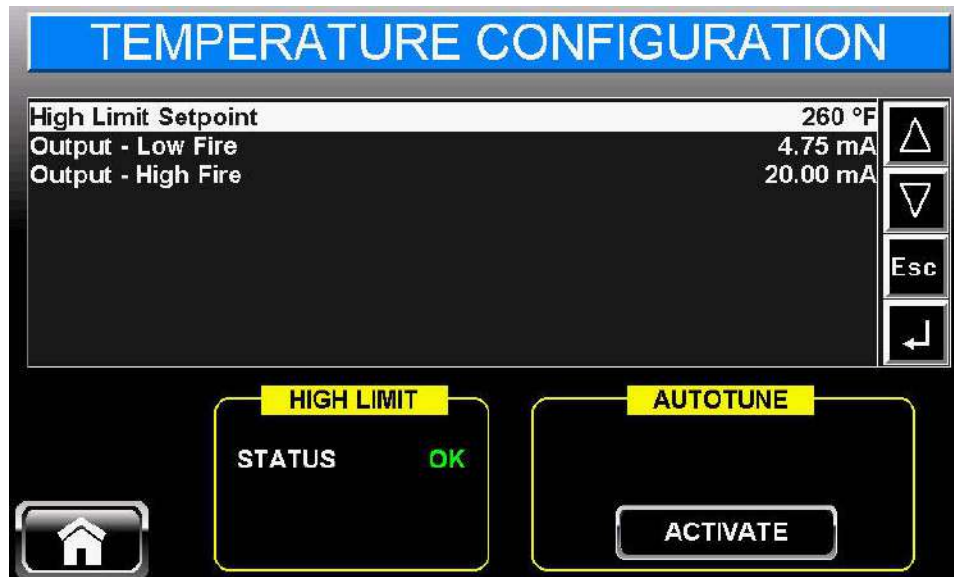 TEMPERATURE CONFIGURATION
High Limit Setpoint 260 °F
Output - Low Fire 4.75 mA
Output - High Fire 20.00 mA
Esc
HIGH LIMIT
STATUS OK
AUTOTUNE
ACTIVATE